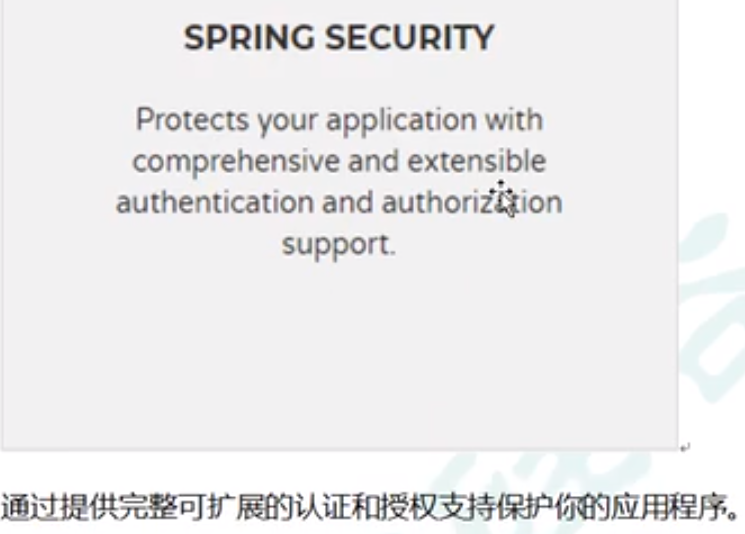 SPRING SECURITY
Protects your application with
comprehensive and extensible
authentication and authorization
support.
通过提供完整可扩展的认证和授权支持保护你的应用程序。